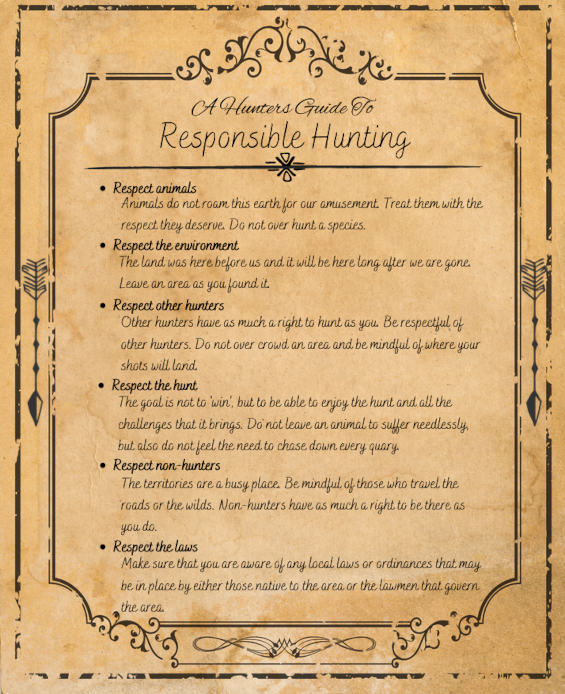 A Hunters Guide To
Responsible Hunting
• Respect animals
Animals do not roam this earth for our amusement. Treat them with the
respect they deserve. Do not over hunt a species.
• Respect the environment
The land was here before us and it will be here long after we are gone.
Leave an area as you found it.
• Respect other hunters
Other hunters have as much a right to hunt as you. Be respectful of
other hunters. Do not over crowd an area and be mindful of where your
shots will land.
• Respect the hunt
The goal is not to 'win', but to be able to enjoy the hunt and all the
challenges that it brings. Do not leave an animal to suffer needlessly,
but also do not feel the need to chase down every quary.
• Respect non-hunters
The territories are a busy place. Be mindful of those who travel the
roads or the wilds. Non-hunters have as much a right to be there as
you do.
• Respect the laws
Make sure that you are aware of any local laws or ordinances that may
be in place by either those native to the area or the lawmen that govern
the area.